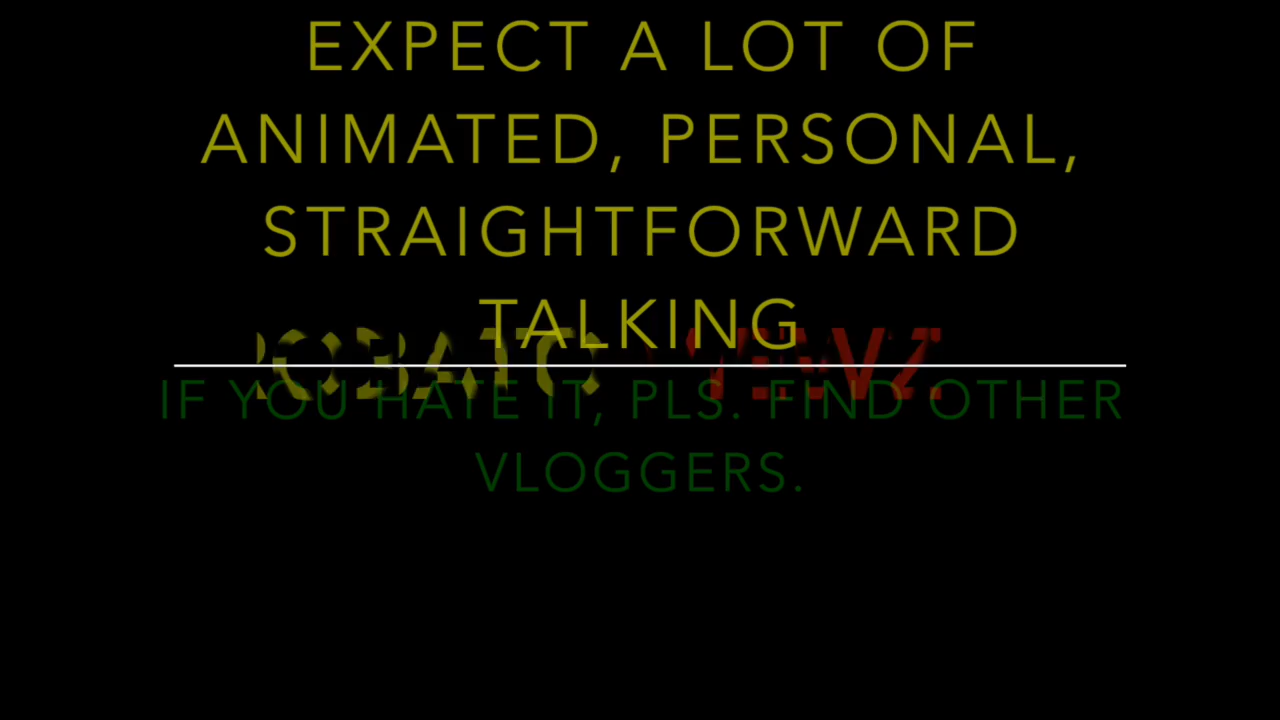 EXPECT A LOT OF
ANIMATED, PERSONAL,
STRAIGHTFORWARD
TALKING
IF YOU HATE IT, PLS. FIND OTHER
VLOGGERS.